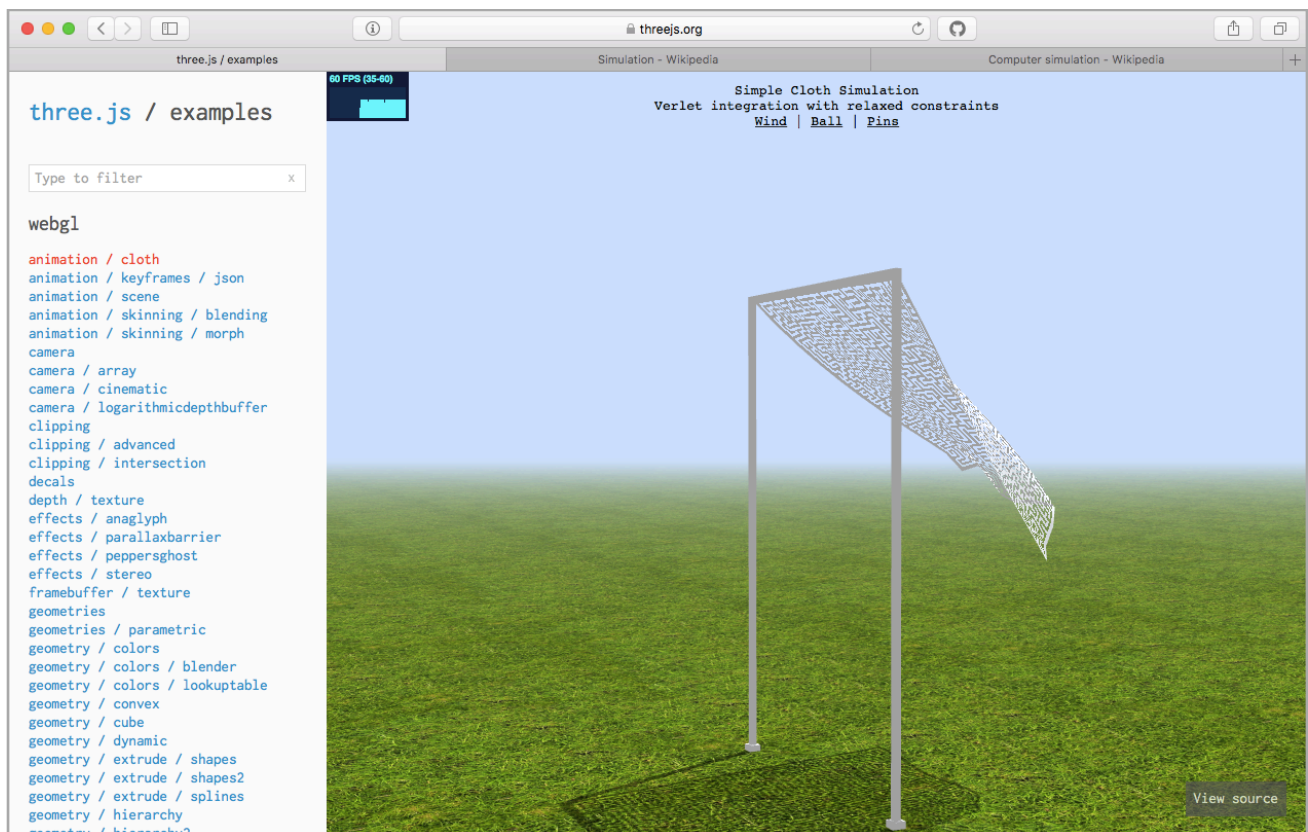 threejs.org
three.js / examples
Simulation - Wikipedia
Computer simulation - Wikipedia
three.js / examples
Type to filter
x
webgl
animation / cloth
animation / keyframes / json
animation / scene
animation / skinning / blending
animation / skinning / morph
camera
camera / array
camera / cinematic
camera / logarithmicdepthbuffer
clipping
clipping / advanced
clipping / intersection
decals
depth / texture
effects / anaglyph
effects / parallaxbarrier
effects / peppersghost
effects / stereo
framebuffer / texture
geometries
geometries / parametric
geometry / colors
geometry / colors / blender
geometry / colors / lookuptable
geometry / convex
geometry / cube
geometry / dynamic
geometry / extrude / shapes
geometry / extrude / shapes2
geometry / extrude / splines
geometry / hierarchy
geometry / hierarchy2
60 FPS (35-60)
Simple Cloth Simulation
Verlet integration with relaxed constraints
Wind | Ball | Pins
View source